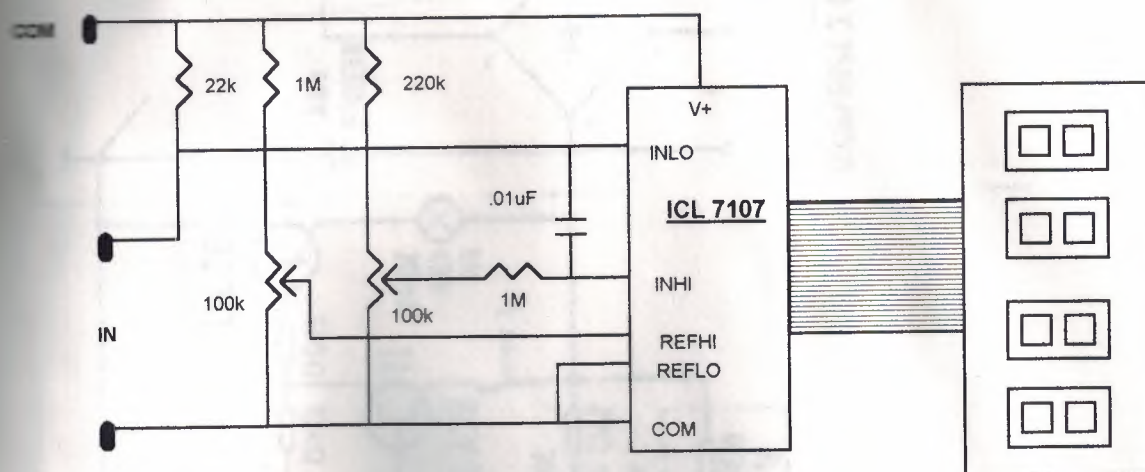 COM
22k
1M
220k
V+
INLO
.01uF
ICL 7107
INHI
1M
100k
100k
IN
REFHI
REFLO
COM